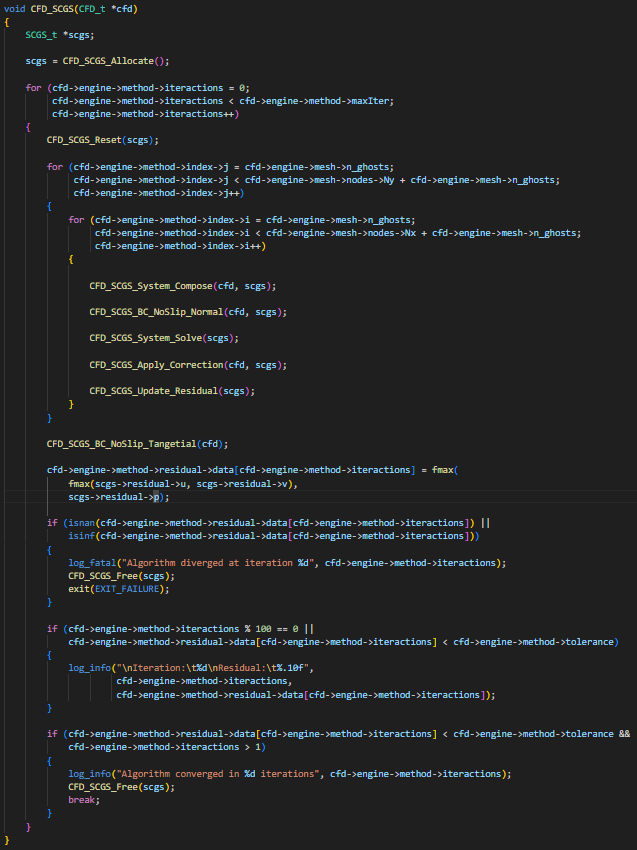 void CFD_SCGS(CFD_t *cfd)
{
    SCGS_t *scgs;

    scgs = CFD_SCGS_Allocate();

    for (cfd->engine->method->iteractions = 0;
         cfd->engine->method->iteractions < cfd->engine->method->maxIter;
         cfd->engine->method->iteractions++)
    {
        CFD_SCGS_Reset(scgs);

        for (cfd->engine->method->index->j = cfd->engine->mesh->n_ghosts;
             cfd->engine->method->index->j < cfd->engine->mesh->nodes->Ny + cfd->engine->mesh->n_ghosts;
             cfd->engine->method->index->j++)
        {
            for (cfd->engine->method->index->i = cfd->engine->mesh->n_ghosts;
                 cfd->engine->method->index->i < cfd->engine->mesh->nodes->Nx + cfd->engine->mesh->n_ghosts;
                 cfd->engine->method->index->i++)
            {

                CFD_SCGS_System_Compose(cfd, scgs);

                CFD_SCGS_BC_NoSlip_Normal(cfd, scgs);

                CFD_SCGS_System_Solve(scgs);

                CFD_SCGS_Apply_Correction(cfd, scgs);

                CFD_SCGS_Update_Residual(scgs);
            }
        }

        CFD_SCGS_BC_NoSlip_Tangetial(cfd);

        cfd->engine->method->residual->data[cfd->engine->method->iteractions] = fmax(
            fmax(scgs->residual->u, scgs->residual->v),
            scgs->residual->p);

        if (isnan(cfd->engine->method->residual->data[cfd->engine->method->iteractions]) ||
            isinf(cfd->engine->method->residual->data[cfd->engine->method->iteractions]))
        {
            log_fatal("Algorithm diverged at iteration %d", cfd->engine->method->iteractions);
            CFD_SCGS_Free(scgs);
            exit(EXIT_FAILURE);
        }

        if (cfd->engine->method->iteractions % 100 == 0 ||
            cfd->engine->method->residual->data[cfd->engine->method->iteractions] < cfd->engine->method->tolerance)
        {
            log_info("\nIteration:\t%d\nResidual:\t%.10f",
                     cfd->engine->method->iteractions,
                     cfd->engine->method->residual->data[cfd->engine->method->iteractions]);
        }

        if (cfd->engine->method->residual->data[cfd->engine->method->iteractions] < cfd->engine->method->tolerance &&
            cfd->engine->method->iteractions > 1)
        {
            log_info("Algorithm converged in %d iterations", cfd->engine->method->iteractions);
            CFD_SCGS_Free(scgs);
            break;
        }
    }
}